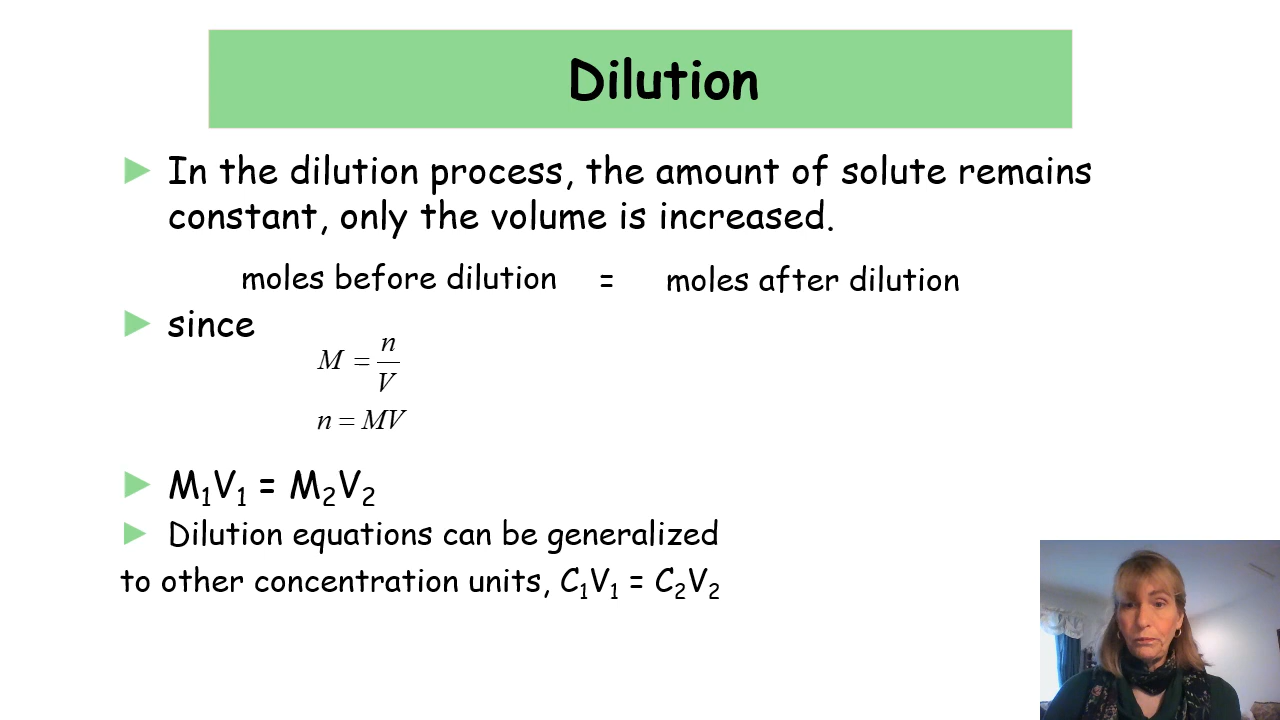 Dilution
In the dilution process, the amount of solute remains
constant, only the volume is increased.
moles before dilution = moles after dilution
since
M = n/V
n = MV
M₁V₁ = M₂V₂
Dilution equations can be generalized
to other concentration units, C₁V₁ = C₂V₂